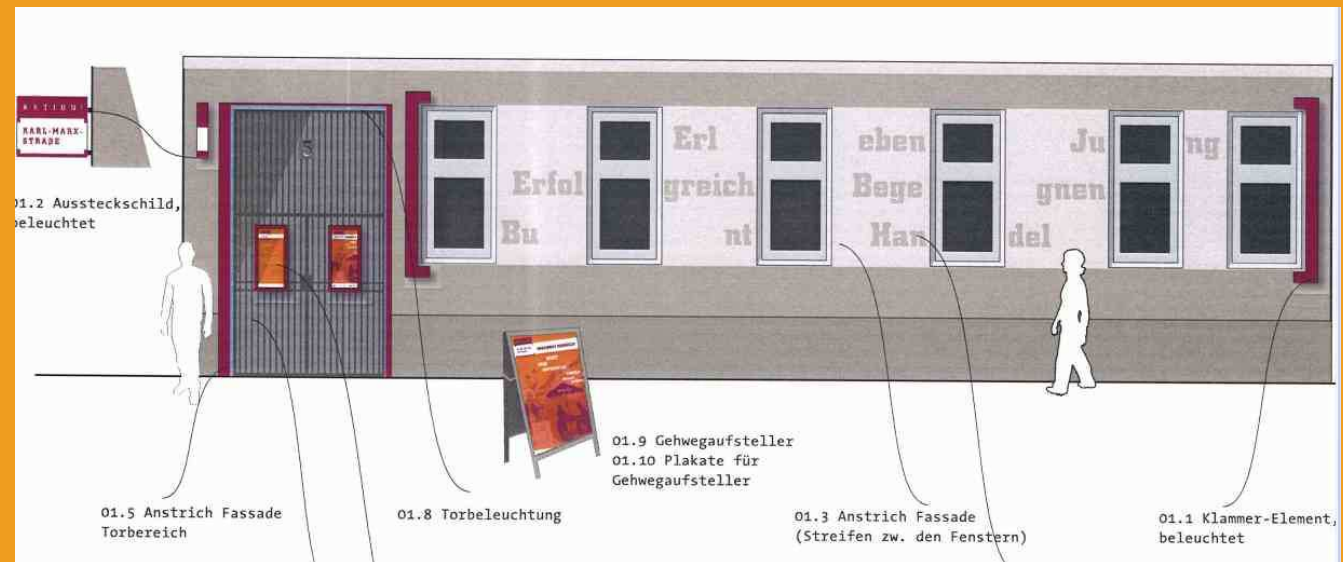 AKTION!
KARL-MARX-
STRAẞE
01.2 Aussteckschild,
beleuchtet
5
Erl eben Ju ng
Erfol greich Bege gnen
Bu nt Han del
01.9 Gehwegaufsteller
01.10 Plakate für
Gehwegaufsteller
01.5 Anstrich Fassade
Torbereich
01.8 Torbeleuchtung
01.3 Anstrich Fassade
(Streifen zw. den Fenstern)
01.1 Klammer-Element,
beleuchtet